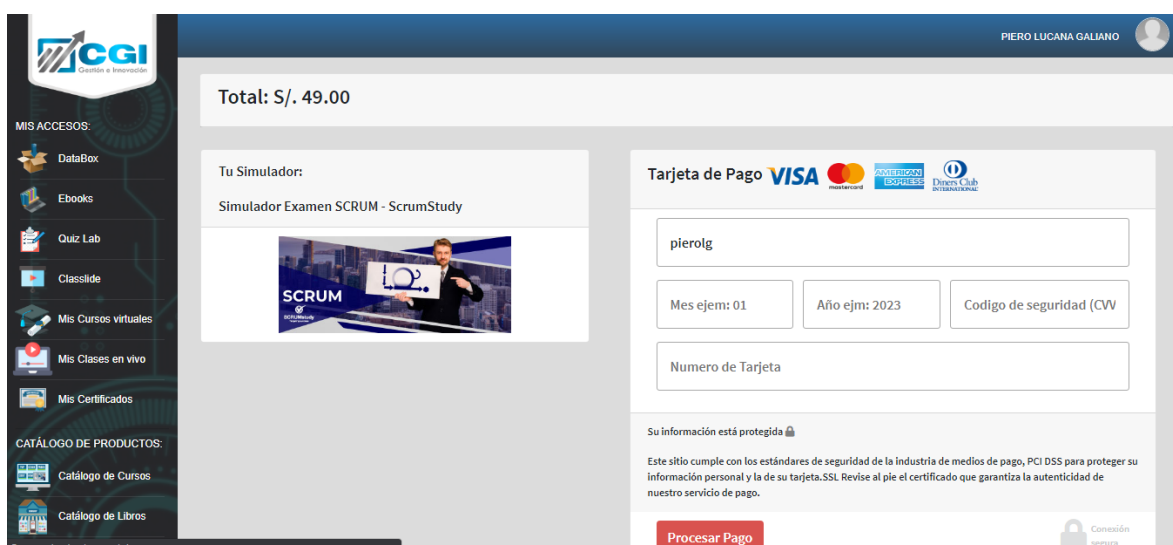 CGI
Gestión e Innovación
PIERO LUCANA GALIANO
Total: S/. 49.00
MIS ACCESOS:
DataBox
Ebooks
Quiz Lab
Classlide
Mis Cursos virtuales
Mis Clases en vivo
Mis Certificados
CATÁLOGO DE PRODUCTOS:
Catálogo de Cursos
Catálogo de Libros
Tu Simulador:
Simulador Examen SCRUM - ScrumStudy
SCRUM
SCRUMstudy
Tarjeta de Pago VISA mastercard AMERICAN EXPRESS Diners Club INTERNATIONAL
pierolg
Mes ejem: 01
Año ejm: 2023
Codigo de seguridad (CVV
Numero de Tarjeta
Su información está protegida
Este sitio cumple con los estándares de seguridad de la industria de medios de pago, PCI DSS para proteger su
información personal y la de su tarjeta.SSL Revise al pie el certificado que garantiza la autenticidad de
nuestro servicio de pago.
Procesar Pago
Conexión
segura